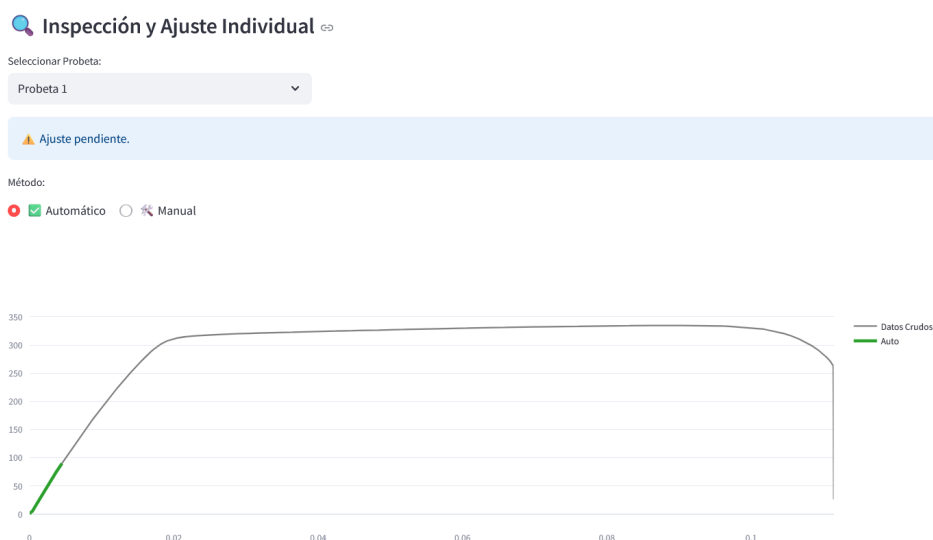 Inspección y Ajuste Individual
Seleccionar Probeta:
Probeta 1
Ajuste pendiente.
Método:
Automático Manual
350
300
250
200
150
100
50
0
0 0.02 0.04 0.06 0.08 0.1
Datos Crudos
Auto